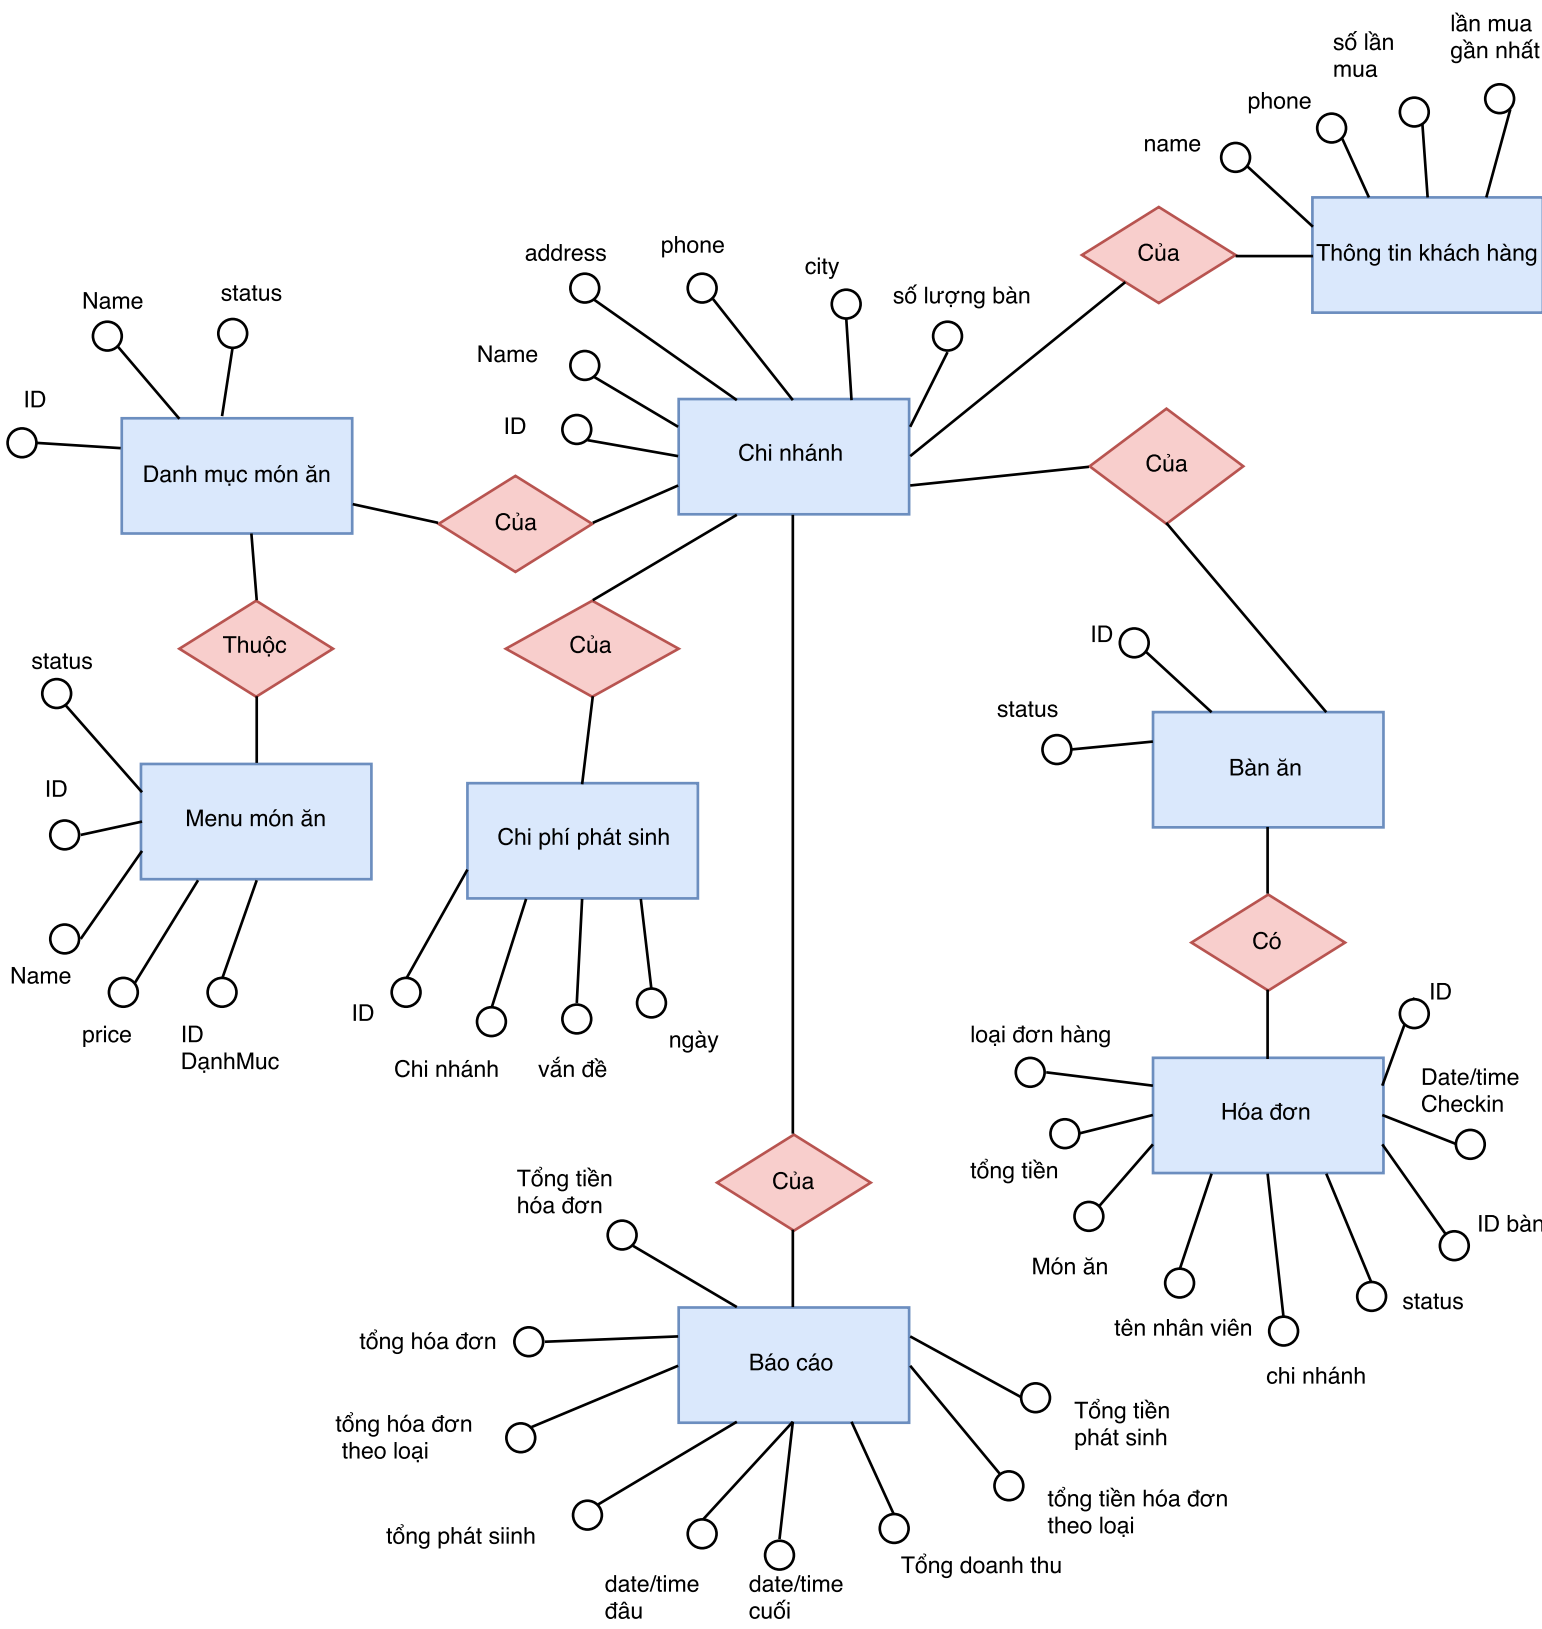 lần mua
gần nhất
số lần
mua
phone
name
Của
Thông tin khách hàng
address
phone
city
số lượng bàn
Name
ID
Chi nhánh
Name
status
ID
Danh mục món ăn
Của
Của
Thuộc
Của
status
ID
Name
price
ID
DạnhMuc
Menu món ăn
Chi phí phát sinh
ID
Chi nhánh
vắn đề
ngày
ID
status
Bàn ăn
Có
loại đơn hàng
ID
Date/time
Checkin
Hóa đơn
tổng tiền
Món ăn
ID bàn
status
tên nhân viên
chi nhánh
Của
Tổng tiền
hóa đơn
tổng hóa đơn
Báo cáo
tổng hóa đơn
theo loại
Tổng tiền
phát sinh
tổng tiền hóa đơn
theo loại
tổng phát siinh
Tổng doanh thu
date/time
đâu
date/time
cuối